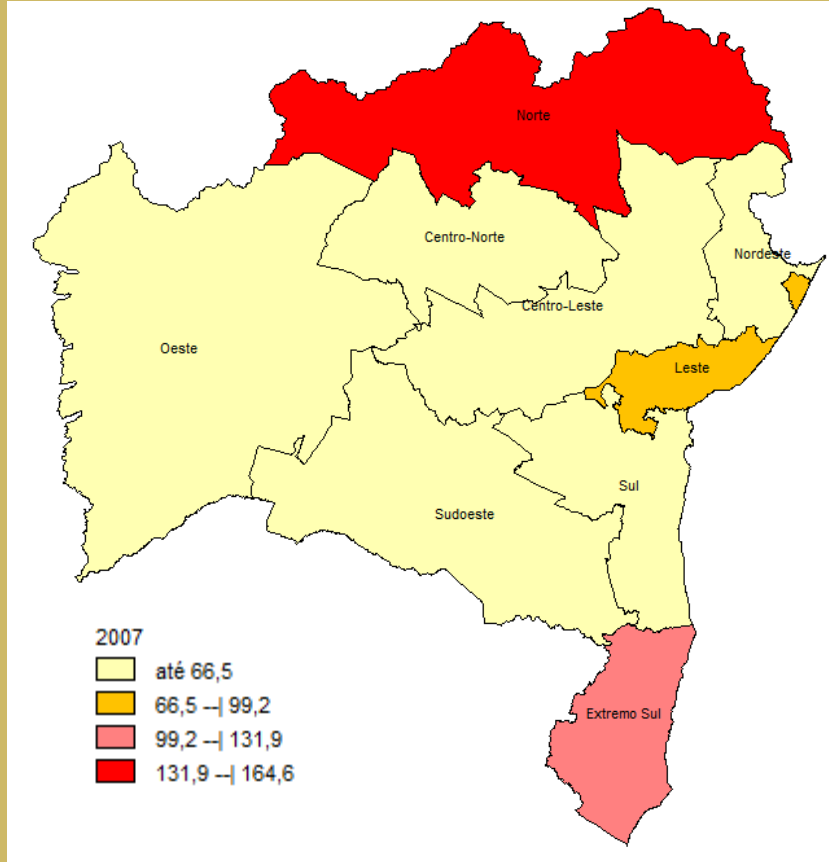 Norte
Centro-Norte
Nordeste
Centro-Leste
Oeste
Leste
Sul
Sudoeste
2007
até 66,5
66,5 --| 99,2
99,2 --| 131,9
131,9 --| 164,6
Extremo Sul